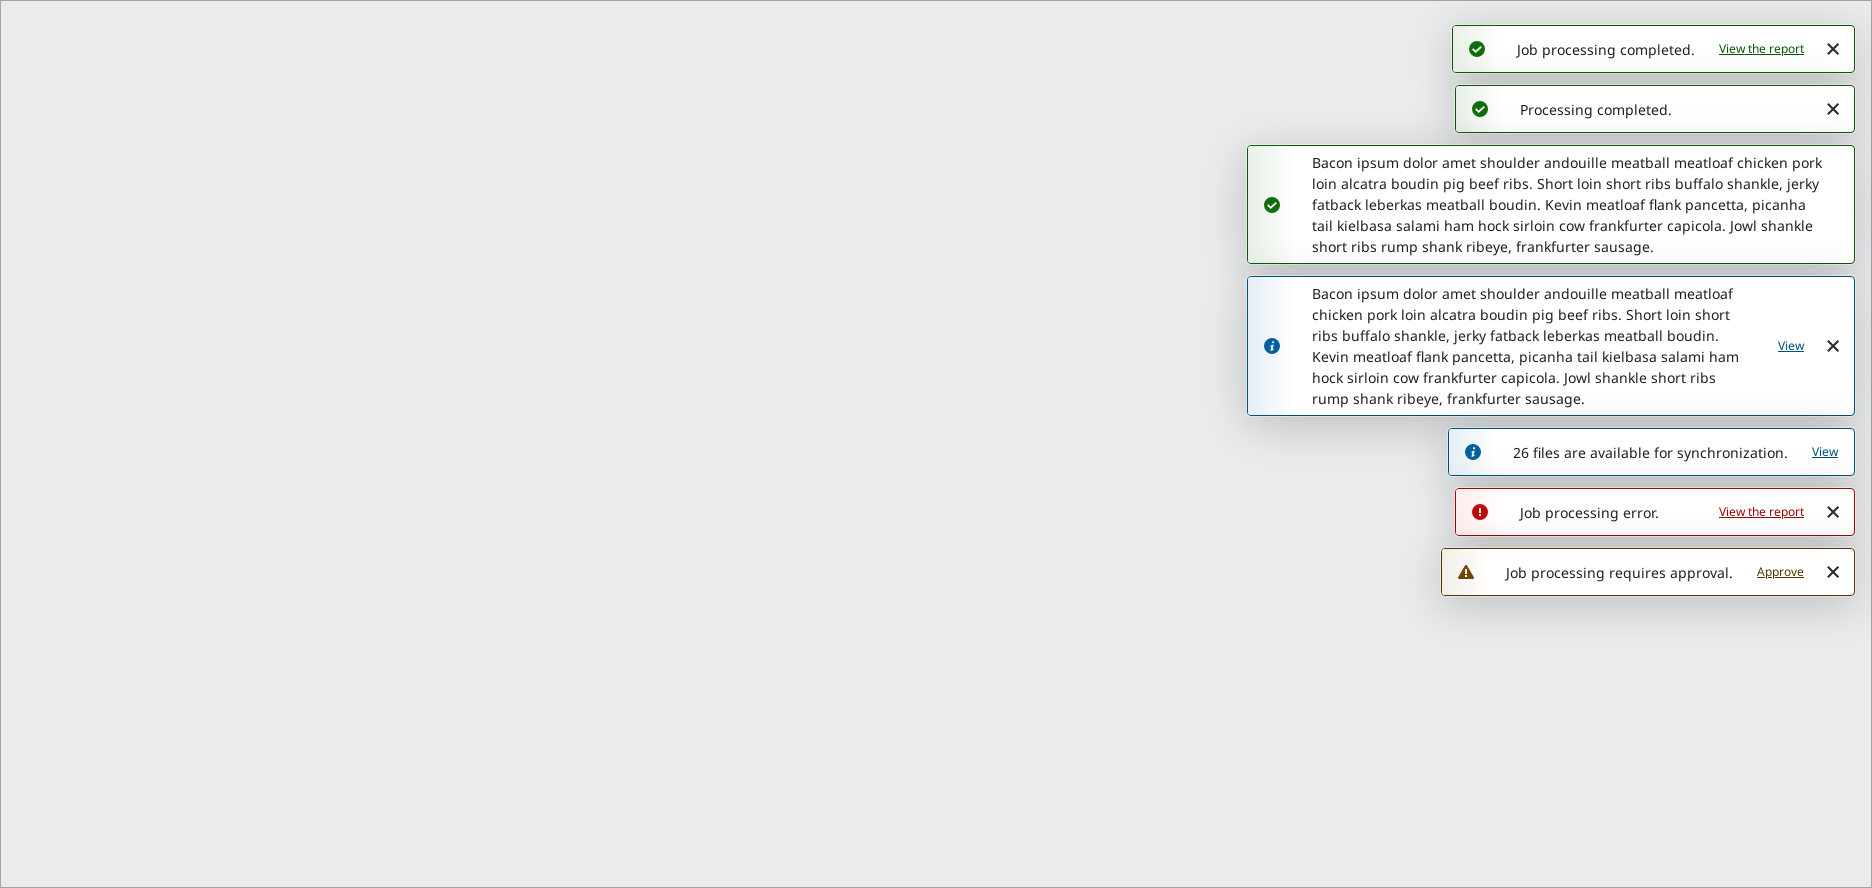 Job processing completed. View the report
Processing completed.
Bacon ipsum dolor amet shoulder andouille meatball meatloaf chicken pork
loin alcatra boudin pig beef ribs. Short loin short ribs buffalo shankle, jerky
fatback leberkas meatball boudin. Kevin meatloaf flank pancetta, picanha
tail kielbasa salami ham hock sirloin cow frankfurter capicola. Jowl shankle
short ribs rump shank ribeye, frankfurter sausage.
Bacon ipsum dolor amet shoulder andouille meatball meatloaf
chicken pork loin alcatra boudin pig beef ribs. Short loin short
ribs buffalo shankle, jerky fatback leberkas meatball boudin.
Kevin meatloaf flank pancetta, picanha tail kielbasa salami ham
hock sirloin cow frankfurter capicola. Jowl shankle short ribs
rump shank ribeye, frankfurter sausage.
View
26 files are available for synchronization. View
Job processing error. View the report
Job processing requires approval. Approve